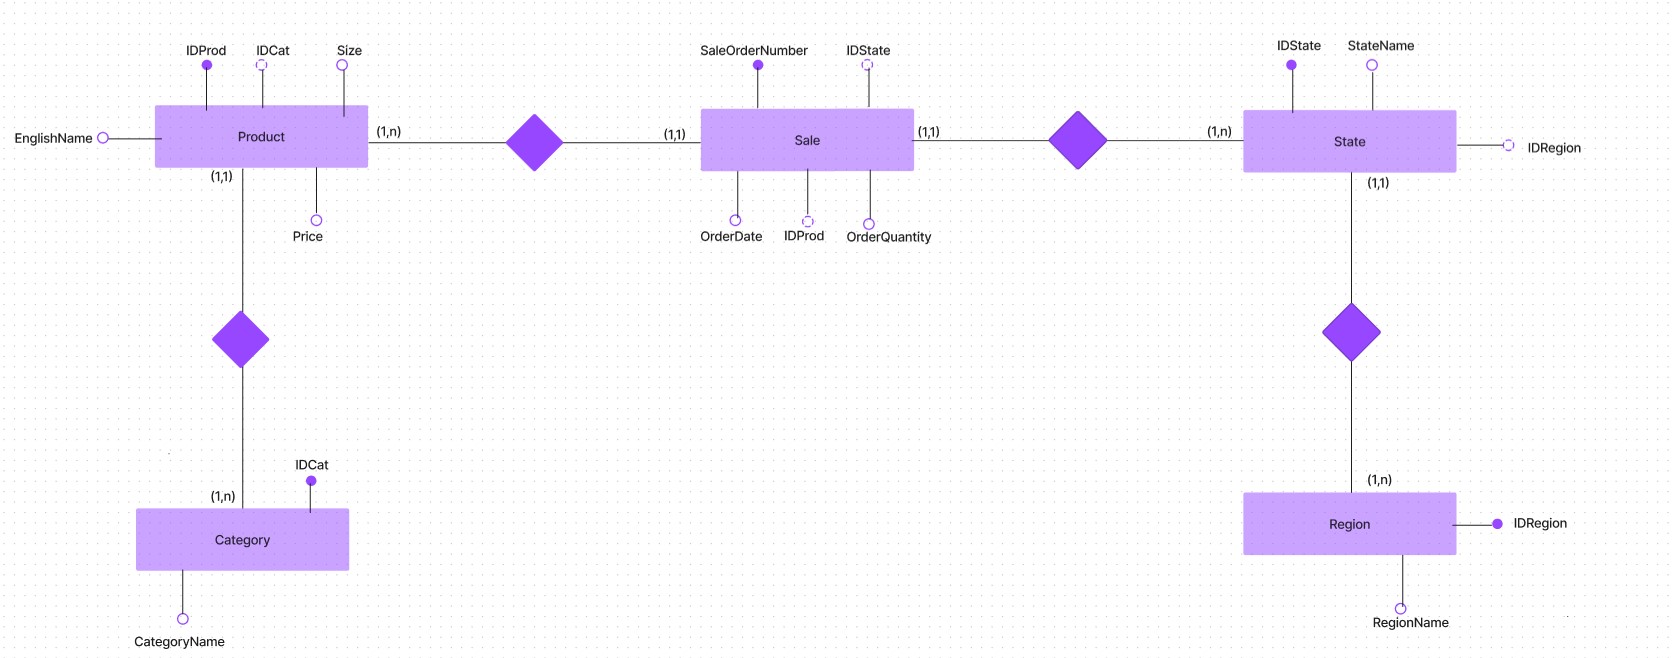 IDProd
IDCat
Size
EnglishName
Product
(1,n)
(1,1)
Price
(1,1)
SaleOrderNumber
IDState
Sale
(1,1)
OrderDate
IDProd
OrderQuantity
(1,n)
IDState
StateName
State
IDRegion
(1,1)
(1,n)
IDCat
Category
CategoryName
(1,n)
Region
IDRegion
RegionName